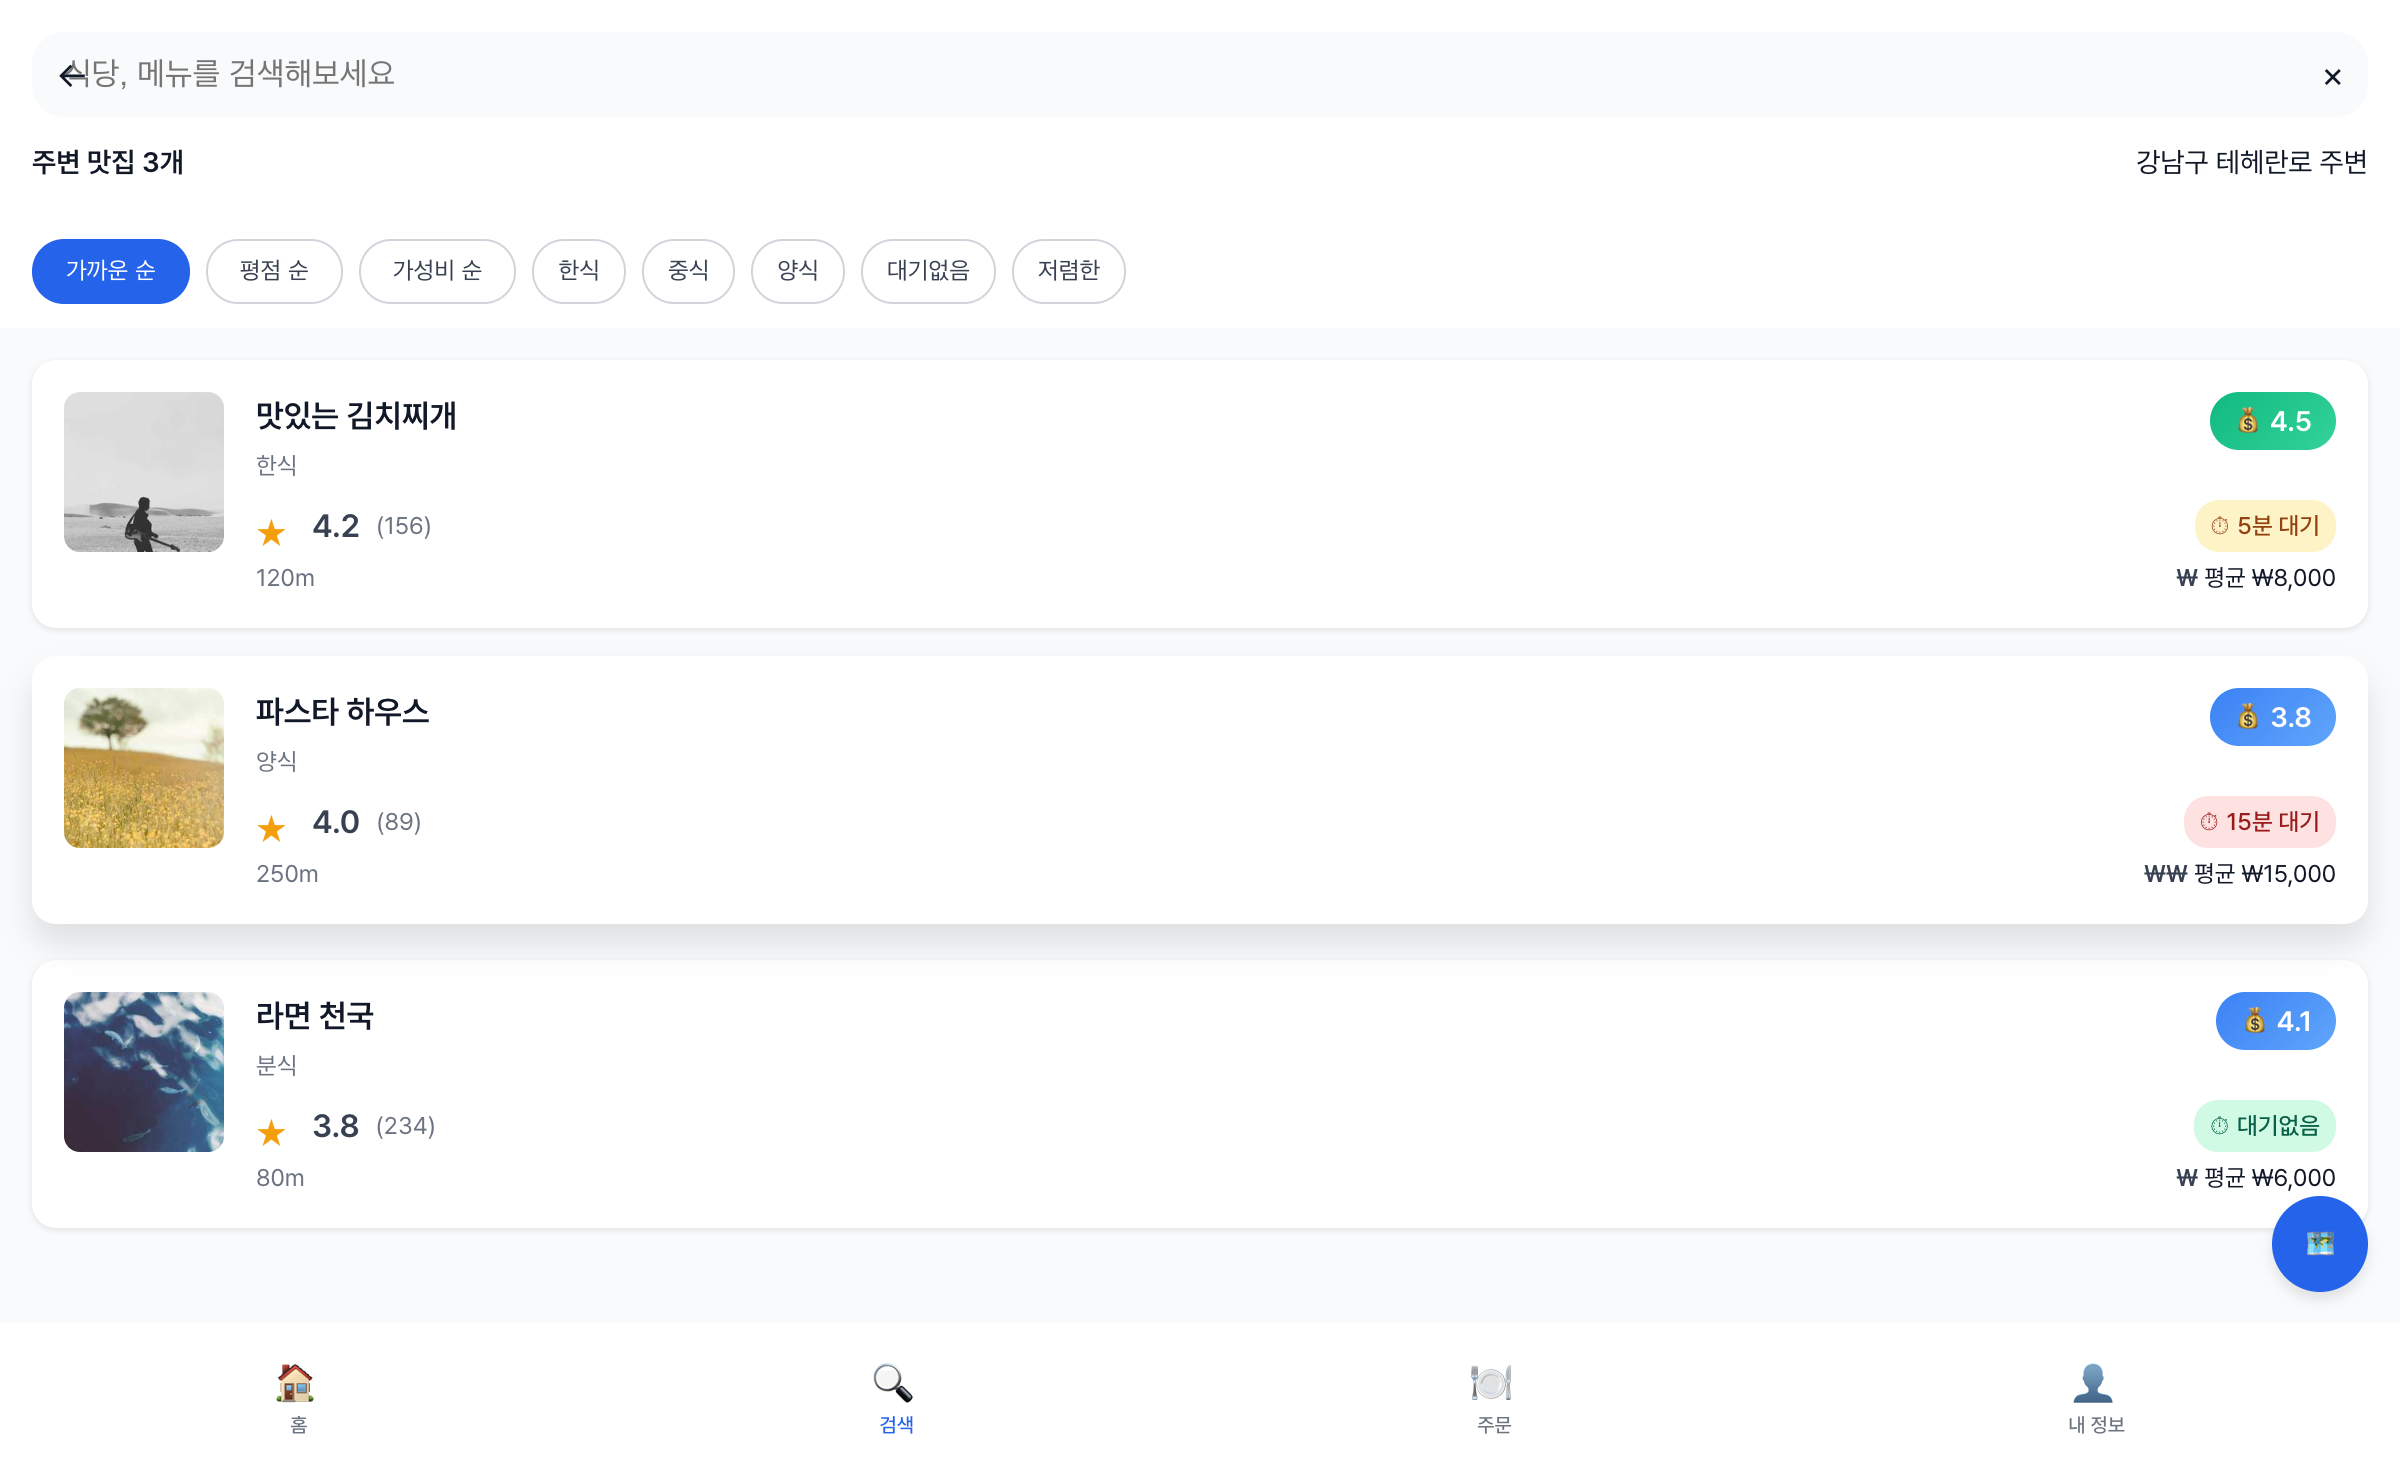 식당, 메뉴를 검색해보세요
주변 맛집 3개
강남구 테헤란로 주변
가까운 순
평점 순
가성비 순
한식
중식
양식
대기없음
저렴한
맛있는 김치찌개
4.5
한식
4.2 (156)
5분 대기
120m
₩ 평균 ₩8,000
파스타 하우스
3.8
양식
4.0 (89)
15분 대기
250m
₩₩ 평균 ₩15,000
라면 천국
4.1
분식
3.8 (234)
대기없음
80m
₩ 평균 ₩6,000
홈
검색
주문
내 정보